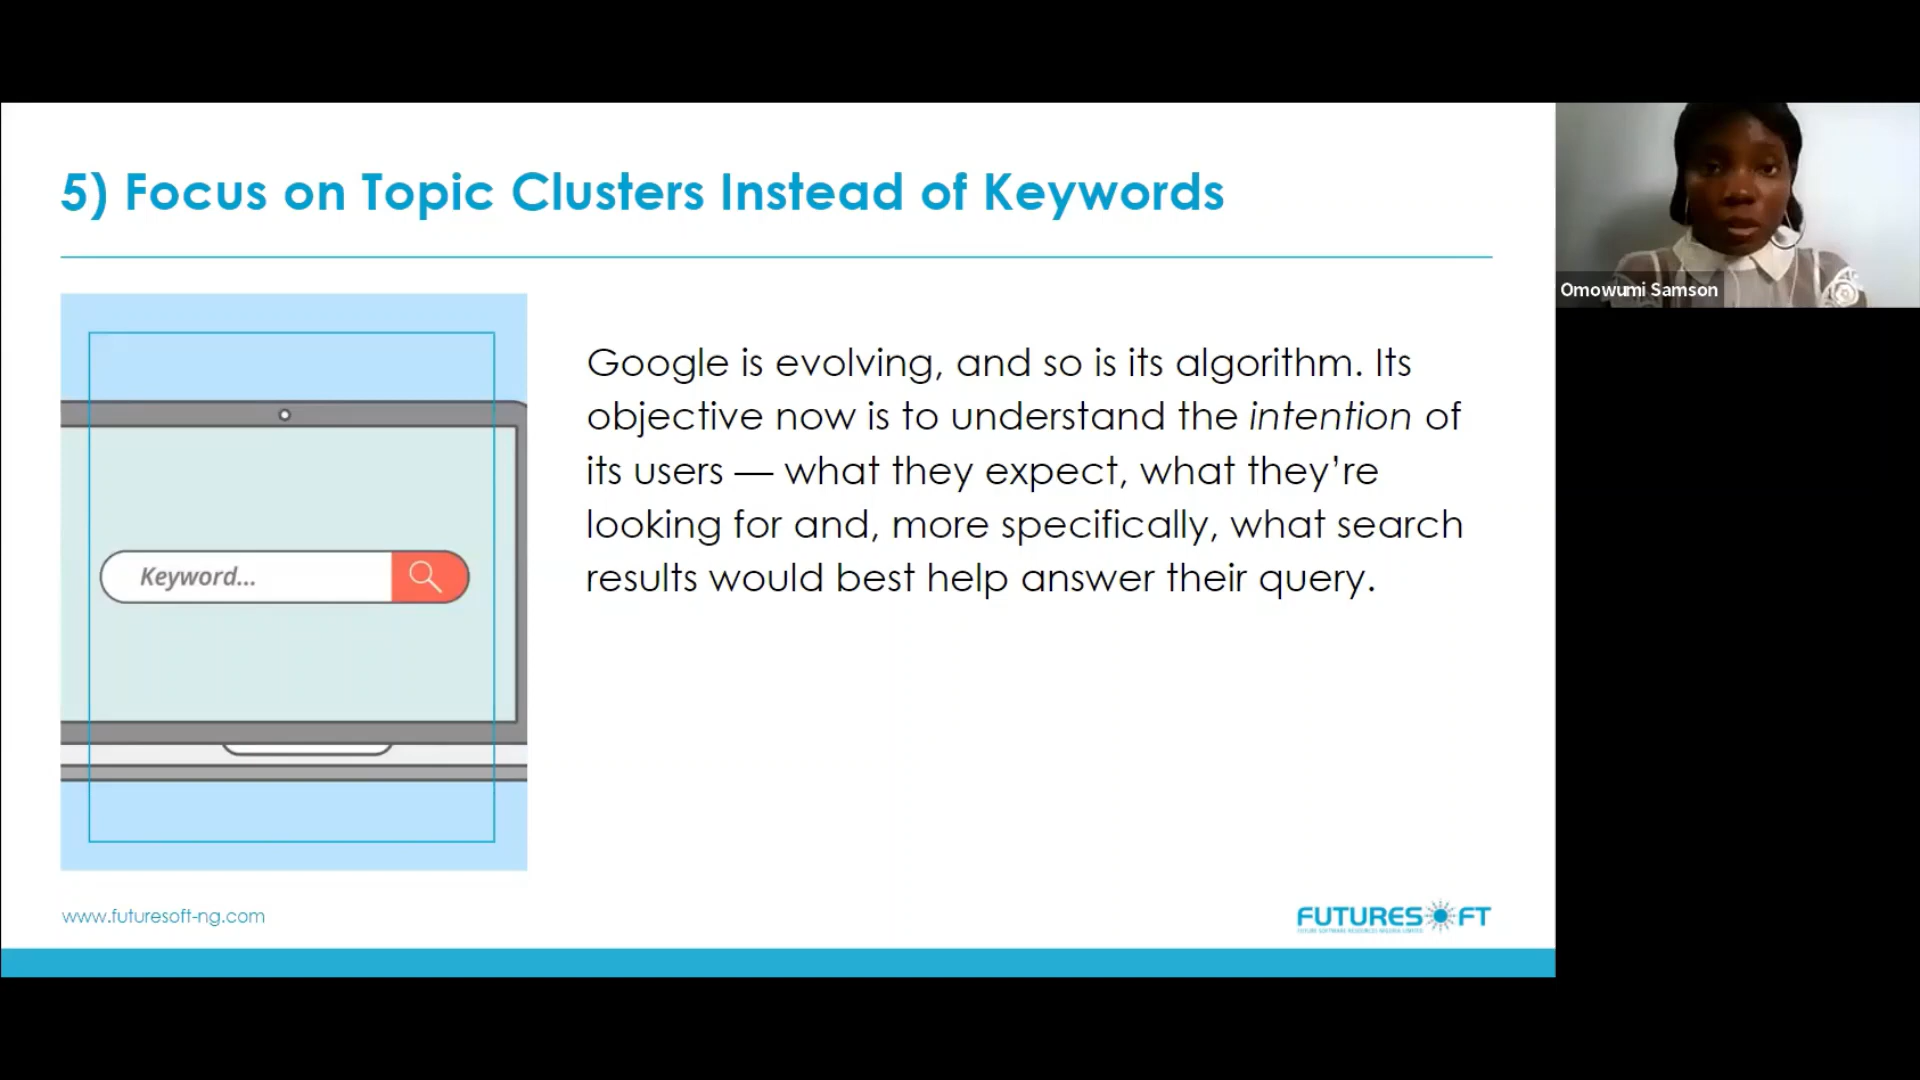 5) Focus on Topic Clusters Instead of Keywords
Omowumi Samson
Google is evolving, and so is its algorithm. Its
objective now is to understand the intention of
its users — what they expect, what they’re
looking for and, more specifically, what search
results would best help answer their query.
Keyword...
www.futuresoft-ng.com
FUTURESOFT